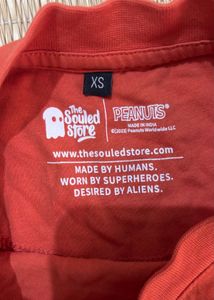 XS
The
Souled
Store
PEANUTS®
MADE IN INDIA
©2023 Peanuts Worldwide LLC
www.thesouledstore.com
MADE BY HUMANS.
WORN BY SUPERHEROES.
DESIRED BY ALIENS.